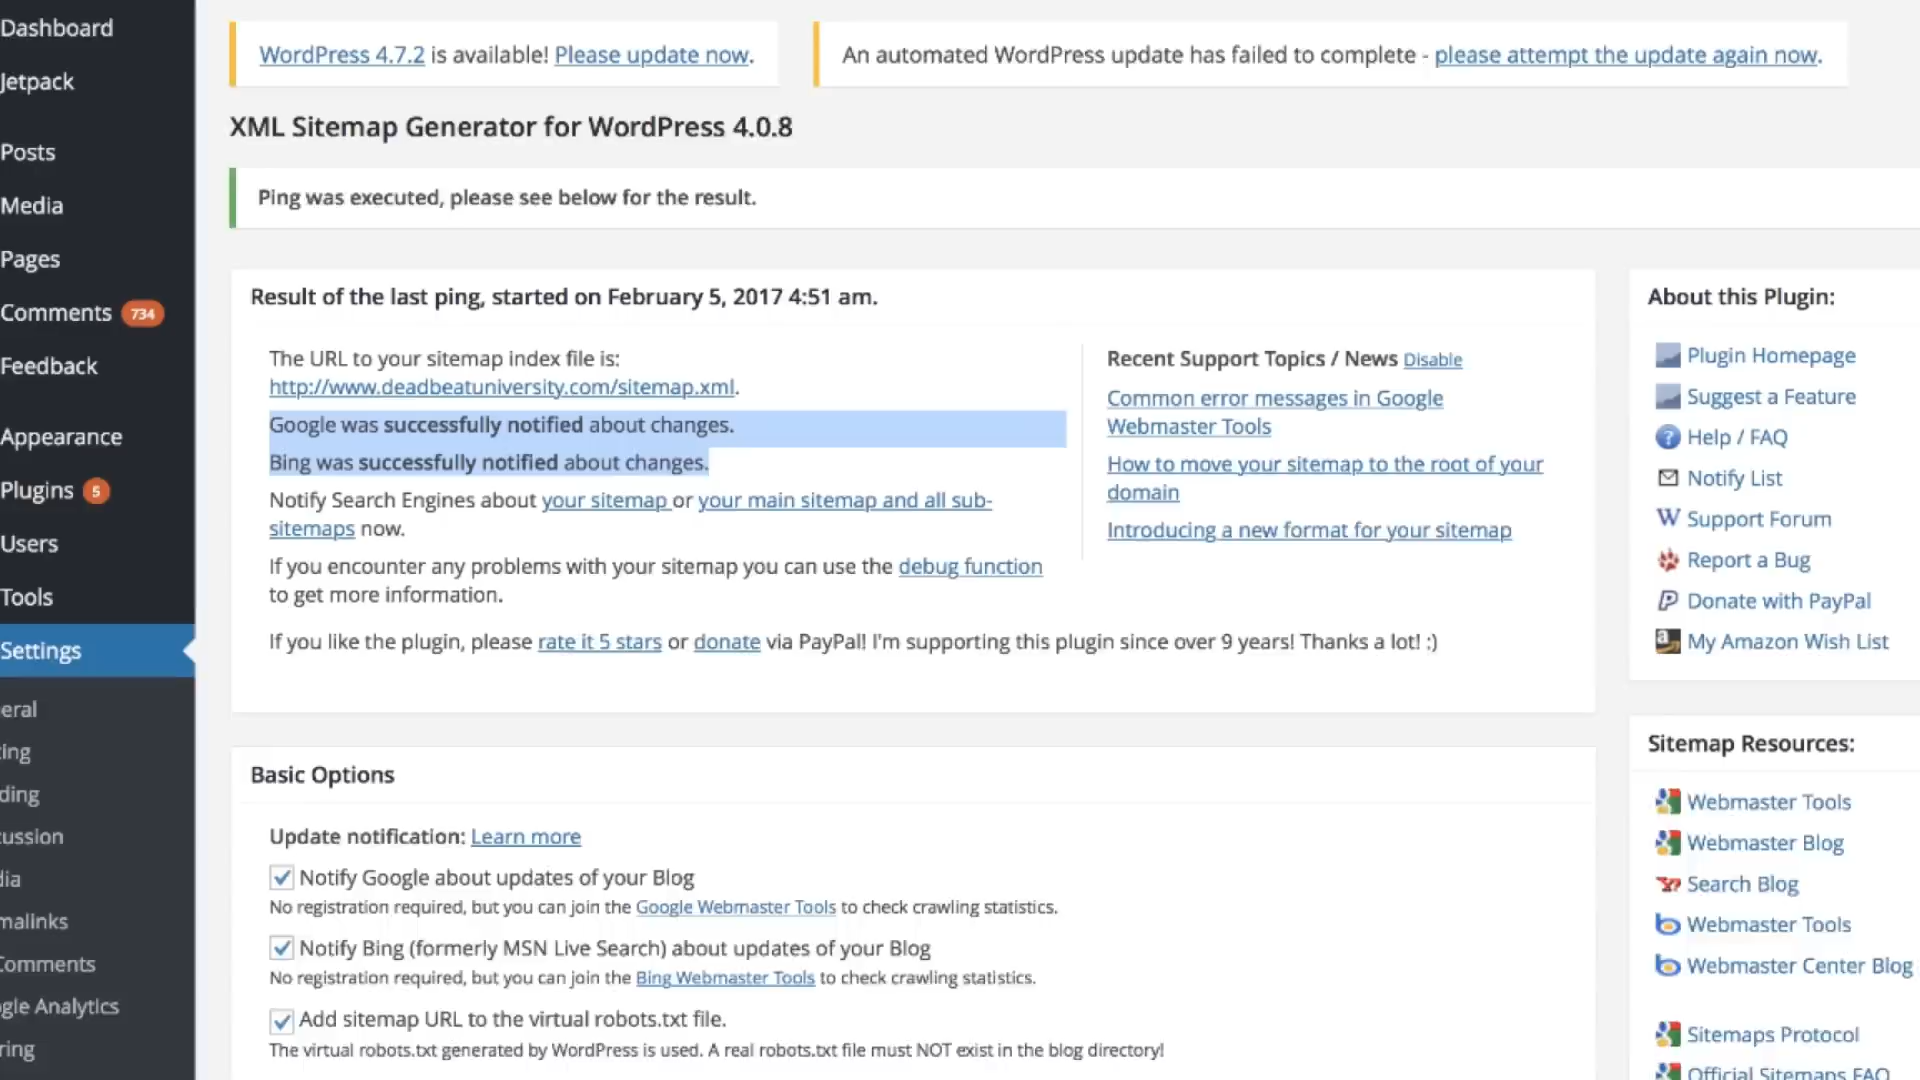 Dashboard
Jetpack
Posts
Media
Pages
Comments 734
Feedback
Appearance
Plugins 5
Users
Tools
Settings
eral
ing
ding
cussion
dia
malinks
Comments
gle Analytics
ring
WordPress 4.7.2 is available! Please update now.
An automated WordPress update has failed to complete - please attempt the update again now.
XML Sitemap Generator for WordPress 4.0.8
Ping was executed, please see below for the result.
Result of the last ping, started on February 5, 2017 4:51 am.
The URL to your sitemap index file is:
http://www.deadbeatuniversity.com/sitemap.xml.
Google was successfully notified about changes.
Bing was successfully notified about changes.
Notify Search Engines about your sitemap or your main sitemap and all sub-
sitemaps now.
If you encounter any problems with your sitemap you can use the debug function
to get more information.
If you like the plugin, please rate it 5 stars or donate via PayPal! I'm supporting this plugin since over 9 years! Thanks a lot! :)
Recent Support Topics / News Disable
Common error messages in Google
Webmaster Tools
How to move your sitemap to the root of your
domain
Introducing a new format for your sitemap
Basic Options
Update notification: Learn more
Notify Google about updates of your Blog
No registration required, but you can join the Google Webmaster Tools to check crawling statistics.
Notify Bing (formerly MSN Live Search) about updates of your Blog
No registration required, but you can join the Bing Webmaster Tools to check crawling statistics.
Add sitemap URL to the virtual robots.txt file.
The virtual robots.txt generated by WordPress is used. A real robots.txt file must NOT exist in the blog directory!
About this Plugin:
Plugin Homepage
Suggest a Feature
Help / FAQ
Notify List
Support Forum
Report a Bug
Donate with PayPal
My Amazon Wish List
Sitemap Resources:
Webmaster Tools
Webmaster Blog
Search Blog
Webmaster Tools
Webmaster Center Blog
Sitemaps Protocol
Official Sitemaps FAQ